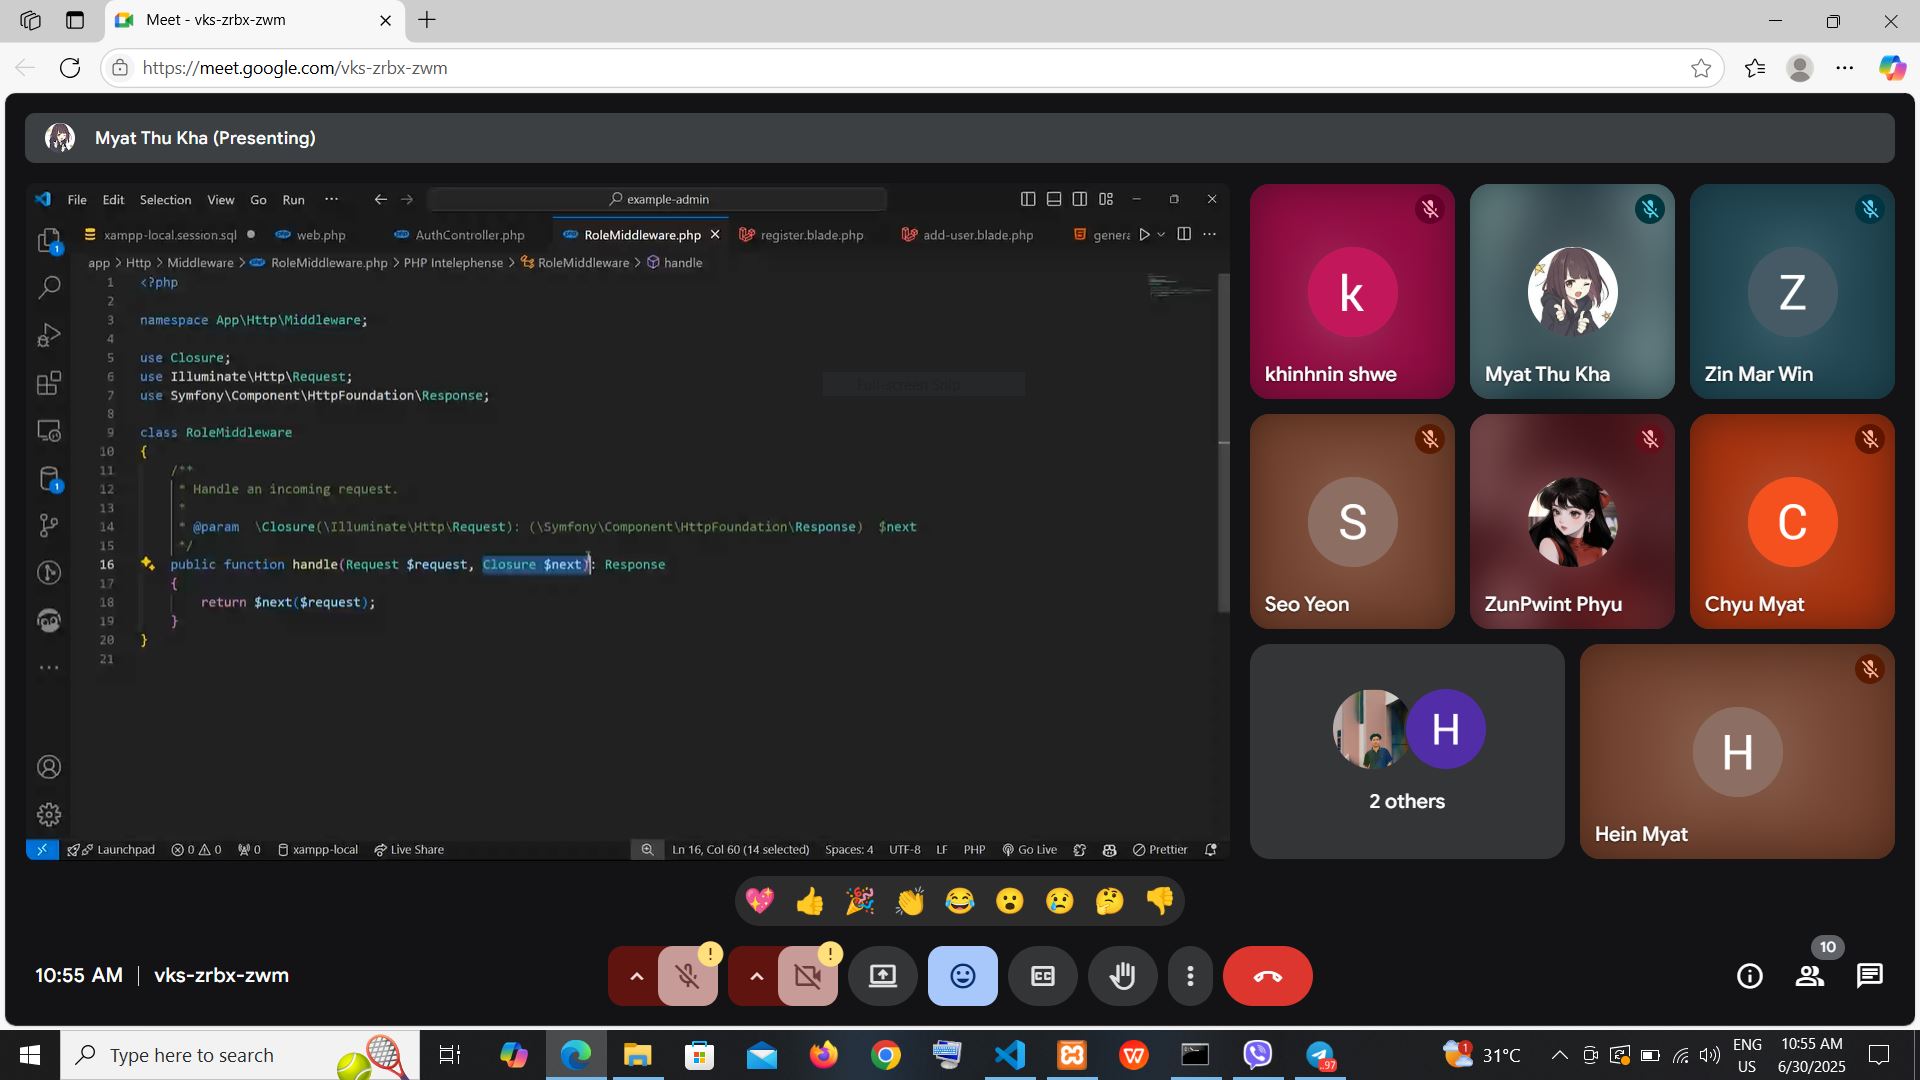 Meet - vks-zrbx-zwm
https://meet.google.com/vks-zrbx-zwm
Myat Thu Kha (Presenting)
File Edit Selection View Go Run ··· example-admin
xampp-local.session.sql web.php AuthController.php RoleMiddleware.php register.blade.php add-user.blade.php genera
app > Http > Middleware > RoleMiddleware.php > PHP Intelephense > RoleMiddleware > handle
1 <?php
2
3 namespace App\Http\Middleware;
4
5 use Closure;
6 use Illuminate\Http\Request;
7 use Symfony\Component\HttpFoundation\Response;
8
9 class RoleMiddleware
10 {
11 /**
12 * Handle an incoming request.
13 *
14 * @param \Closure(\Illuminate\Http\Request): (\Symfony\Component\HttpFoundation\Response) $next
15 */
16 public function handle(Request $request, Closure $next): Response
17 {
18 return $next($request);
19 }
20 }
21
Full-screen Snip
1
1
Launchpad 0 0 0 xampp-local Live Share Ln 16, Col 60 (14 selected) Spaces: 4 UTF-8 LF PHP Go Live Prettier
k
khinhnin shwe
Myat Thu Kha
Z
Zin Mar Win
S
Seo Yeon
ZunPwint Phyu
C
Chyu Myat
H
2 others
H
Hein Myat
10:55 AM | vks-zrbx-zwm
! ! CC
10
Type here to search
W
97
1
31°C
ENG
US
10:55 AM
6/30/2025